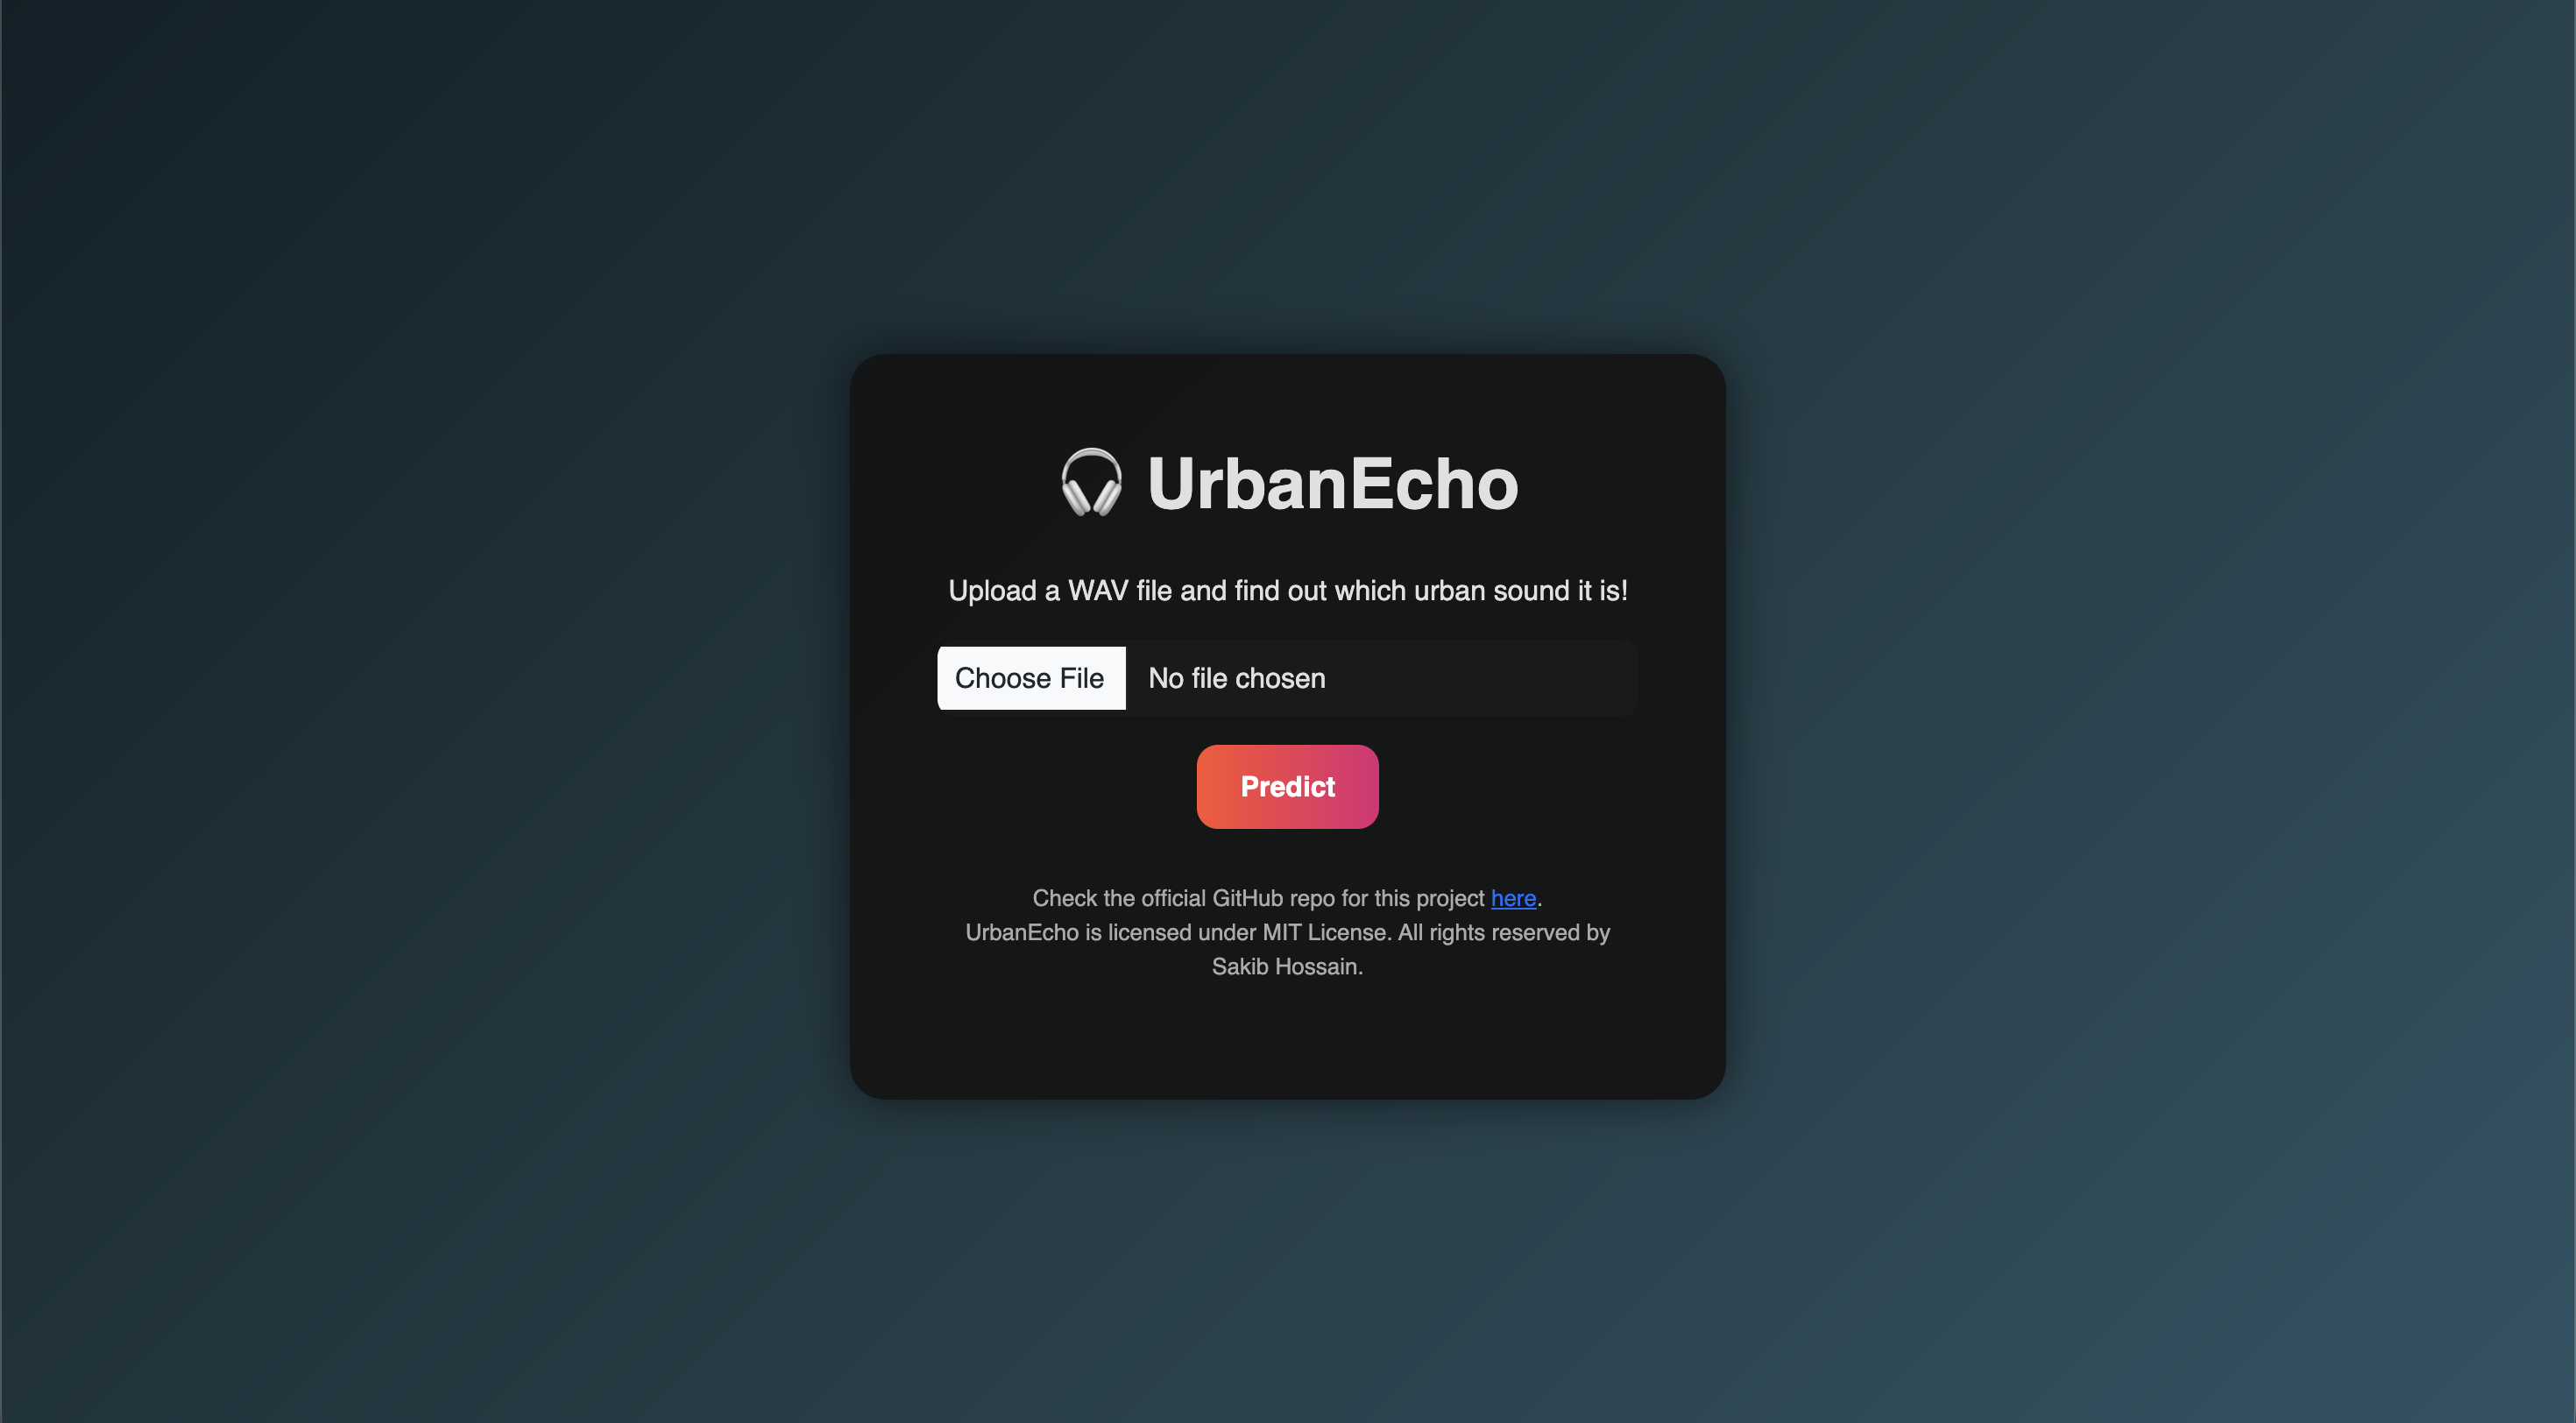 UrbanEcho
Upload a WAV file and find out which urban sound it is!
Choose File No file chosen
Predict
Check the official GitHub repo for this project here.
UrbanEcho is licensed under MIT License. All rights reserved by
Sakib Hossain.